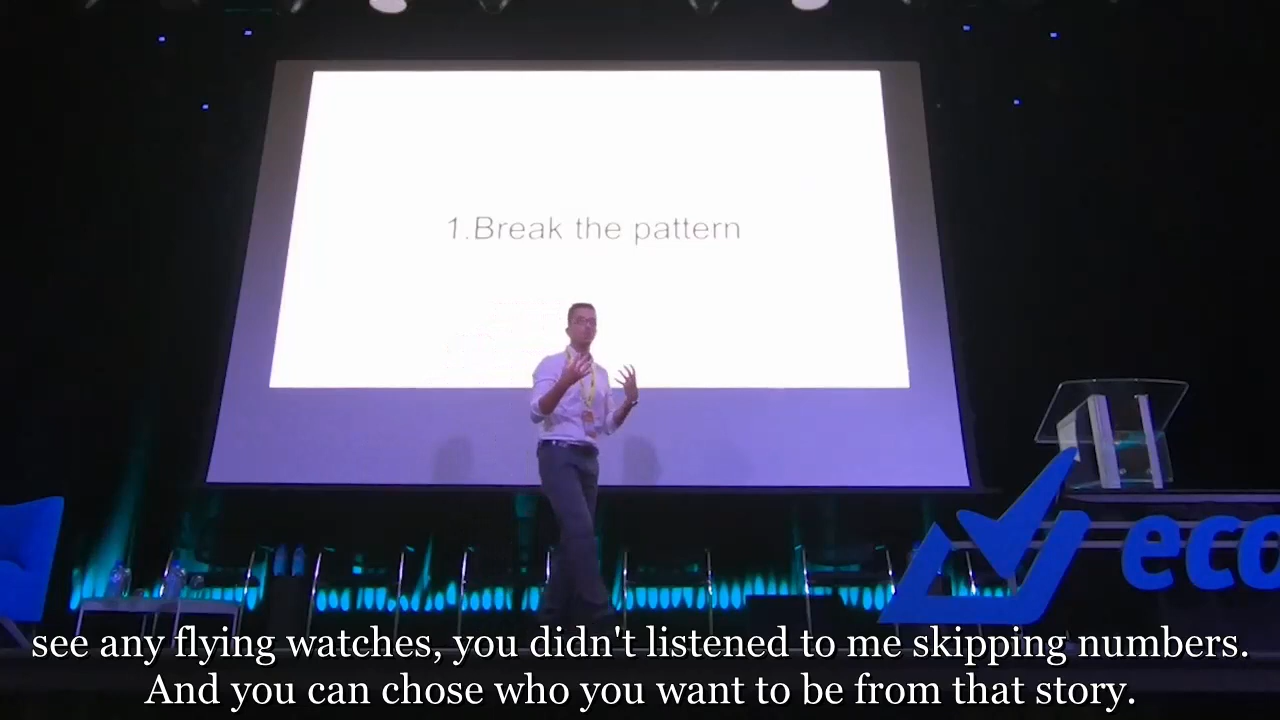 1.Break the pattern
eco
see any flying watches, you didn't listened to me skipping numbers.
And you can chose who you want to be from that story.